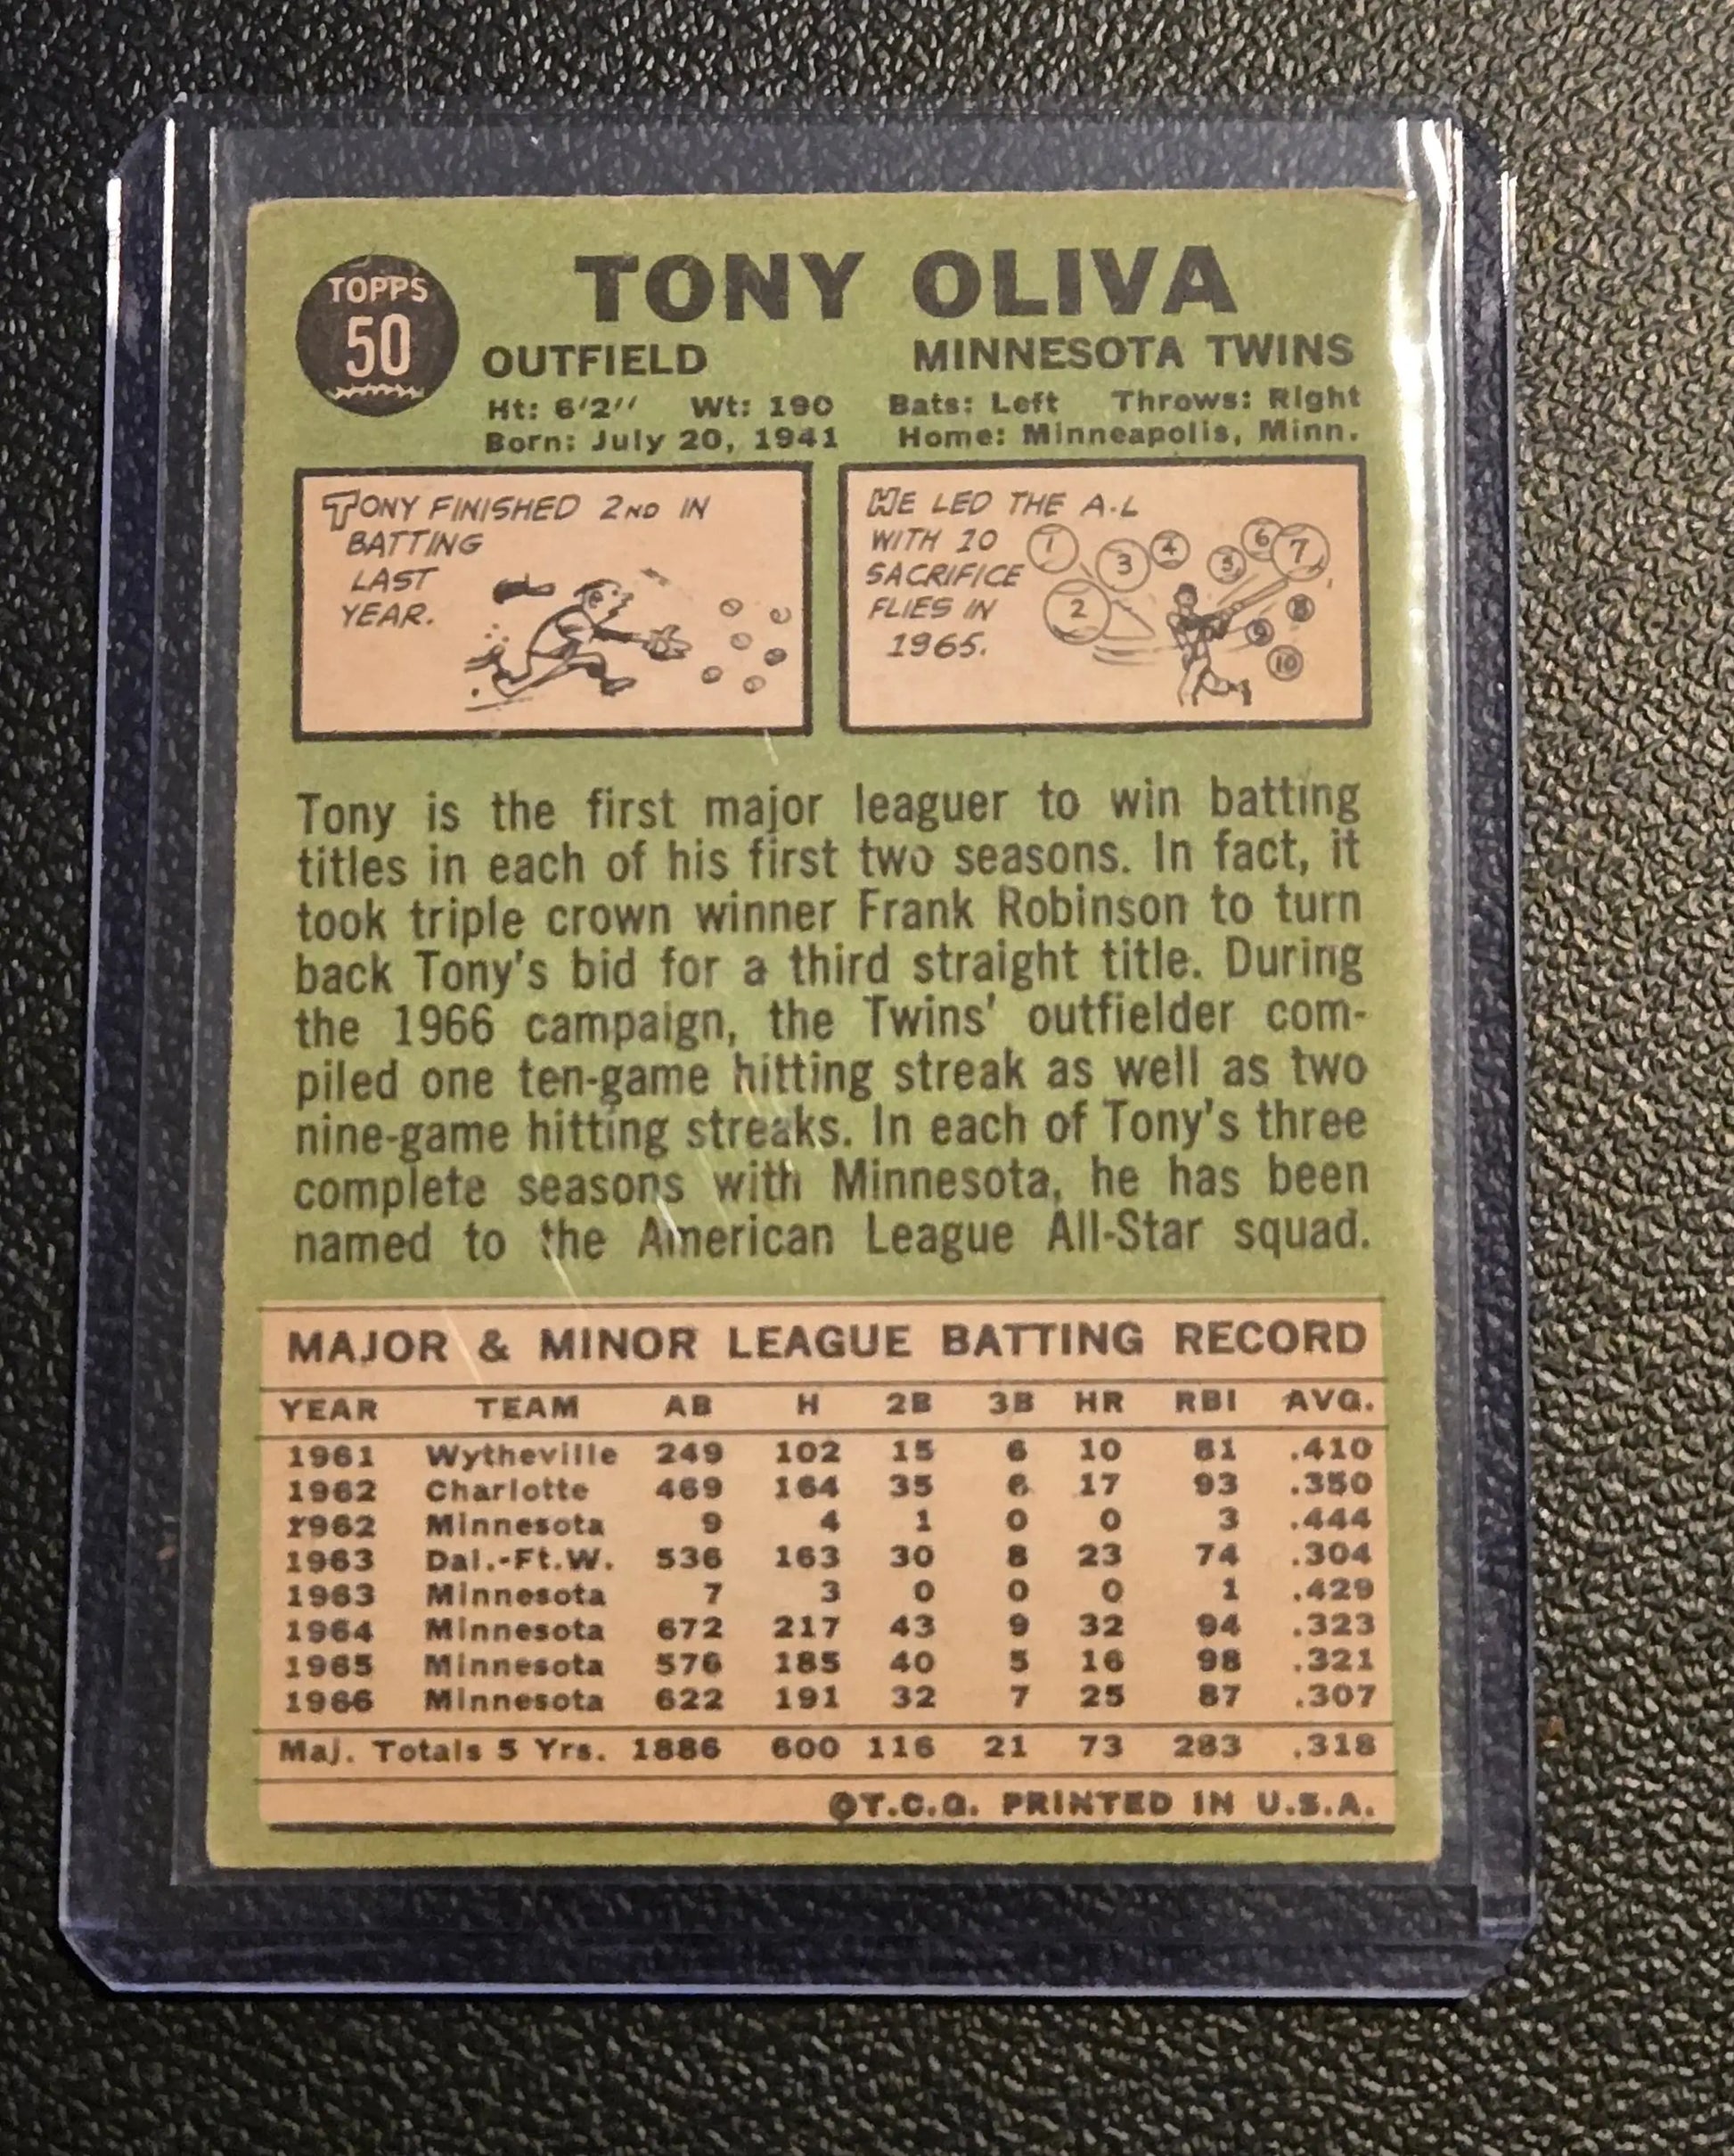 TOPPS
50
TONY OLIVA
OUTFIELD MINNESOTA TWINS
Ht: 6'2'' Wt: 190 Bats: Left Throws: Right
Born: July 20, 1941 Home: Minneapolis, Minn.
TONY FINISHED 2ND IN
BATTING
LAST
YEAR.
HE LED THE A.L
WITH 10
SACRIFICE
FLIES IN
1965.
1 2 3 4 5 6 7 8 9 10
Tony is the first major leaguer to win batting
titles in each of his first two seasons. In fact, it
took triple crown winner Frank Robinson to turn
back Tony's bid for a third straight title. During
the 1966 campaign, the Twins' outfielder com-
piled one ten-game hitting streak as well as two
nine-game hitting streaks. In each of Tony's three
complete seasons with Minnesota, he has been
named to the American League All-Star squad.
MAJOR & MINOR LEAGUE BATTING RECORD
YEAR TEAM AB H 2B 3B HR RBI AVG.
1961 Wytheville 249 102 15 6 10 81 .410
1962 Charlotte 469 164 35 6 17 93 .350
1962 Minnesota 9 4 1 0 0 3 .444
1963 Dal.-Ft.W. 536 163 30 8 23 74 .304
1963 Minnesota 7 3 0 0 0 1 .429
1964 Minnesota 672 217 43 9 32 94 .323
1965 Minnesota 576 185 40 5 16 98 .321
1966 Minnesota 622 191 32 7 25 87 .307
Maj. Totals 5 Yrs. 1886 600 116 21 73 283 .318
©T.C.G. PRINTED IN U.S.A.